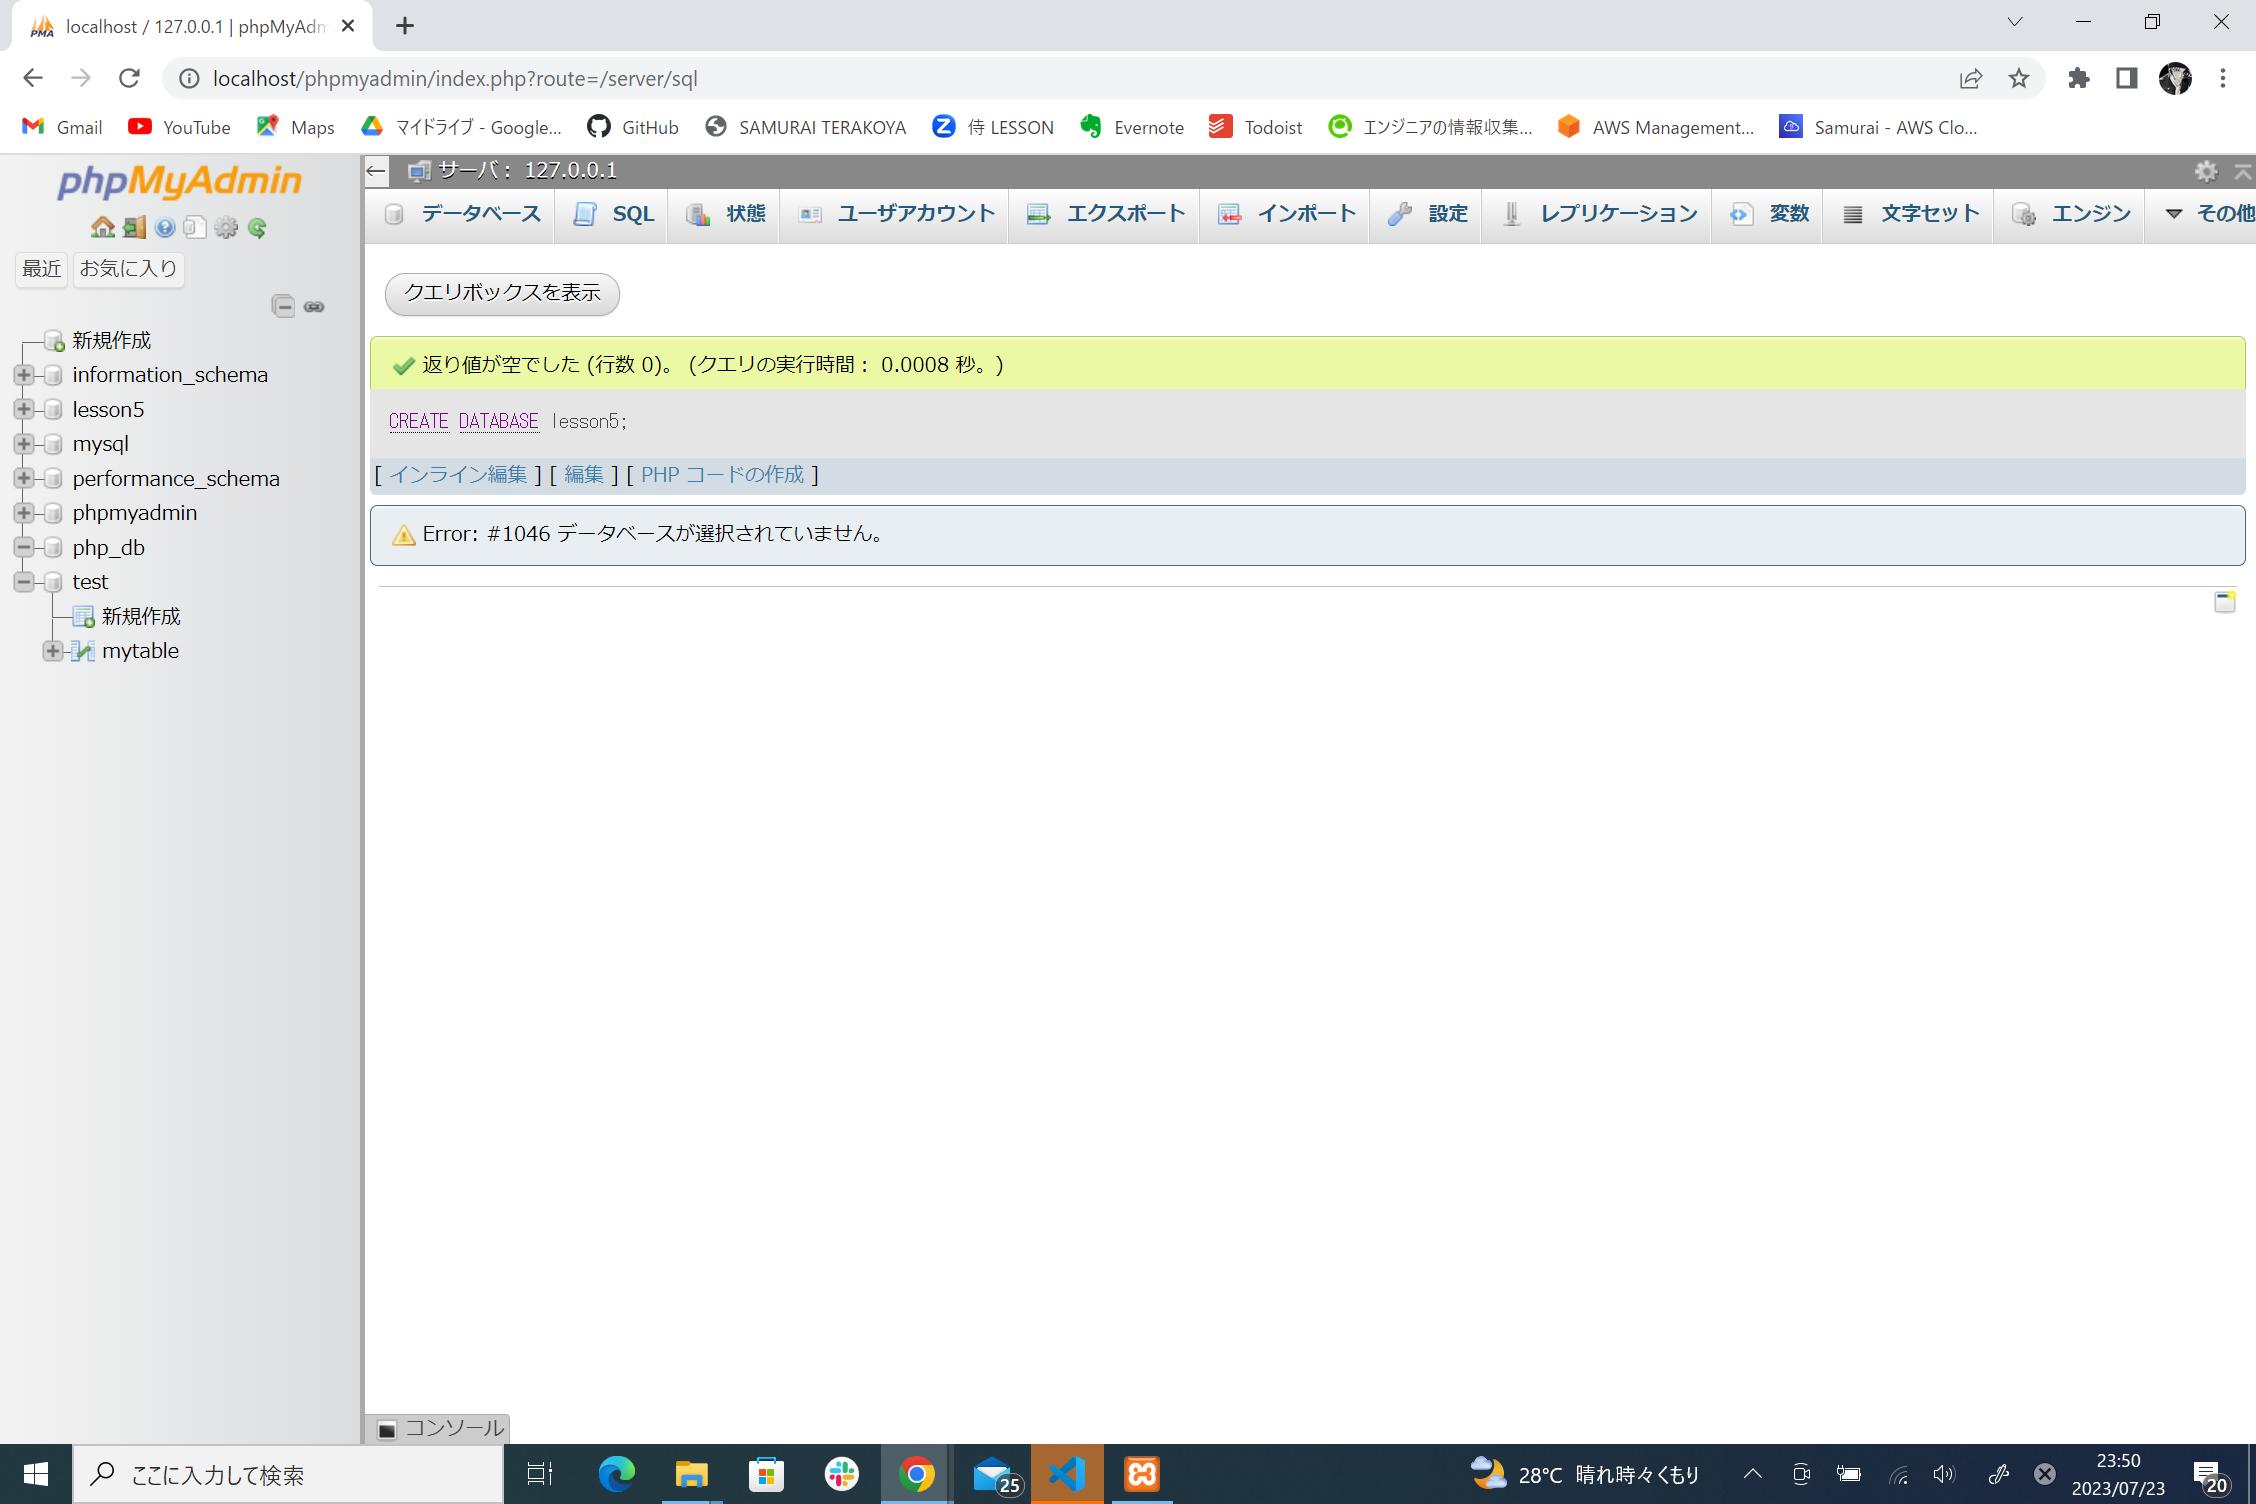 localhost / 127.0.0.1 | phpMyAdm
localhost/phpmyadmin/index.php?route=/server/sql
Gmail YouTube Maps マイドライブ - Google... GitHub SAMURAI TERAKOYA 侍 LESSON Evernote Todoist エンジニアの情報収集... AWS Management... Samurai - AWS Clo...
phpMyAdmin
最近 お気に入り
新規作成
information_schema
lesson5
mysql
performance_schema
phpmyadmin
php_db
test
新規作成
mytable
サーバ: 127.0.0.1
データベース SQL 状態 ユーザアカウント エクスポート インポート 設定 レプリケーション 変数 文字セット エンジン その他
クエリボックスを表示
返り値が空でした (行数 0)。 (クエリの実行時間: 0.0008 秒。)
CREATE DATABASE lesson5;
[ インライン編集 ] [ 編集 ] [ PHP コードの作成 ]
Error: #1046 データベースが選択されていません。
コンソール
ここに入力して検索
25
28°C 晴れ時々くもり
23:50
2023/07/23
20